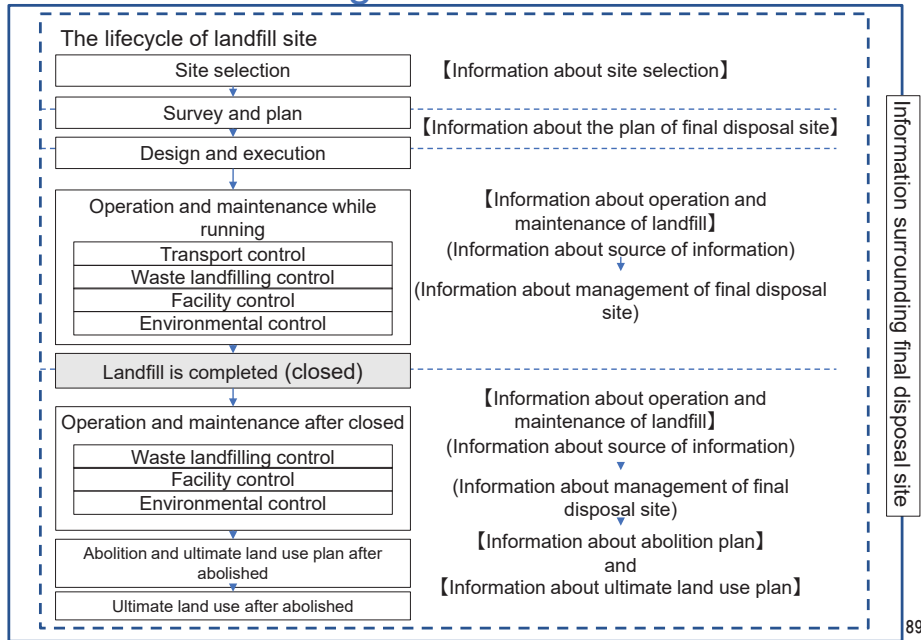 The lifecycle of landfill site
Site selection
【Information about site selection】
Survey and plan
【Information about the plan of final disposal site】
Design and execution
Operation and maintenance while
running
Transport control
Waste landfilling control
Facility control
Environmental control
【Information about operation and
maintenance of landfill】
(Information about source of information)
(Information about management of final disposal
site)
Landfill is completed (closed)
Operation and maintenance after closed
Waste landfilling control
Facility control
Environmental control
【Information about operation and
maintenance of landfill】
(Information about source of information)
(Information about management of final
disposal site)
Abolition and ultimate land use plan after
abolished
【Information about abolition plan】
and
【Information about ultimate land use plan】
Ultimate land use after abolished
Information surrounding final disposal site
89